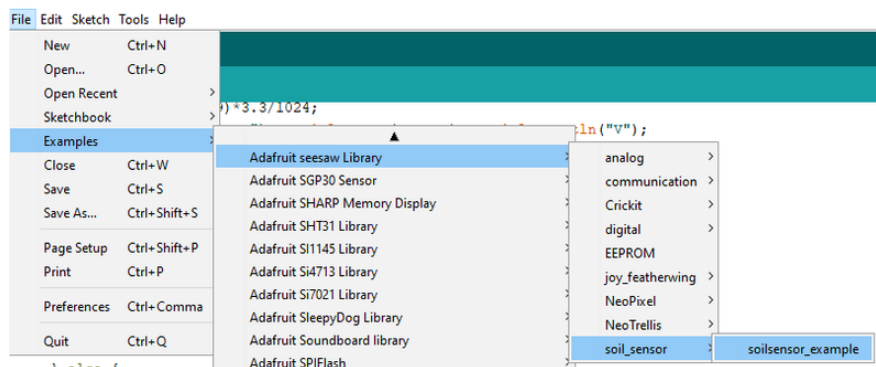 File Edit Sketch Tools Help
New Ctrl+N
Open... Ctrl+O
Open Recent
Sketchbook
Examples
Close Ctrl+W
Save Ctrl+S
Save As... Ctrl+Shift+S
Page Setup Ctrl+Shift+P
Print Ctrl+P
Preferences Ctrl+Comma
Quit Ctrl+Q
)*3.3/1024;
ln("V");
Adafruit seesaw Library
Adafruit SGP30 Sensor
Adafruit SHARP Memory Display
Adafruit SHT31 Library
Adafruit SI1145 Library
Adafruit Si4713 Library
Adafruit Si7021 Library
Adafruit SleepyDog Library
Adafruit Soundboard library
Adafruit SPIFlash
analog
communication
Crickit
digital
EEPROM
joy_featherwing
NeoPixel
NeoTrellis
soil_sensor
soilsensor_example